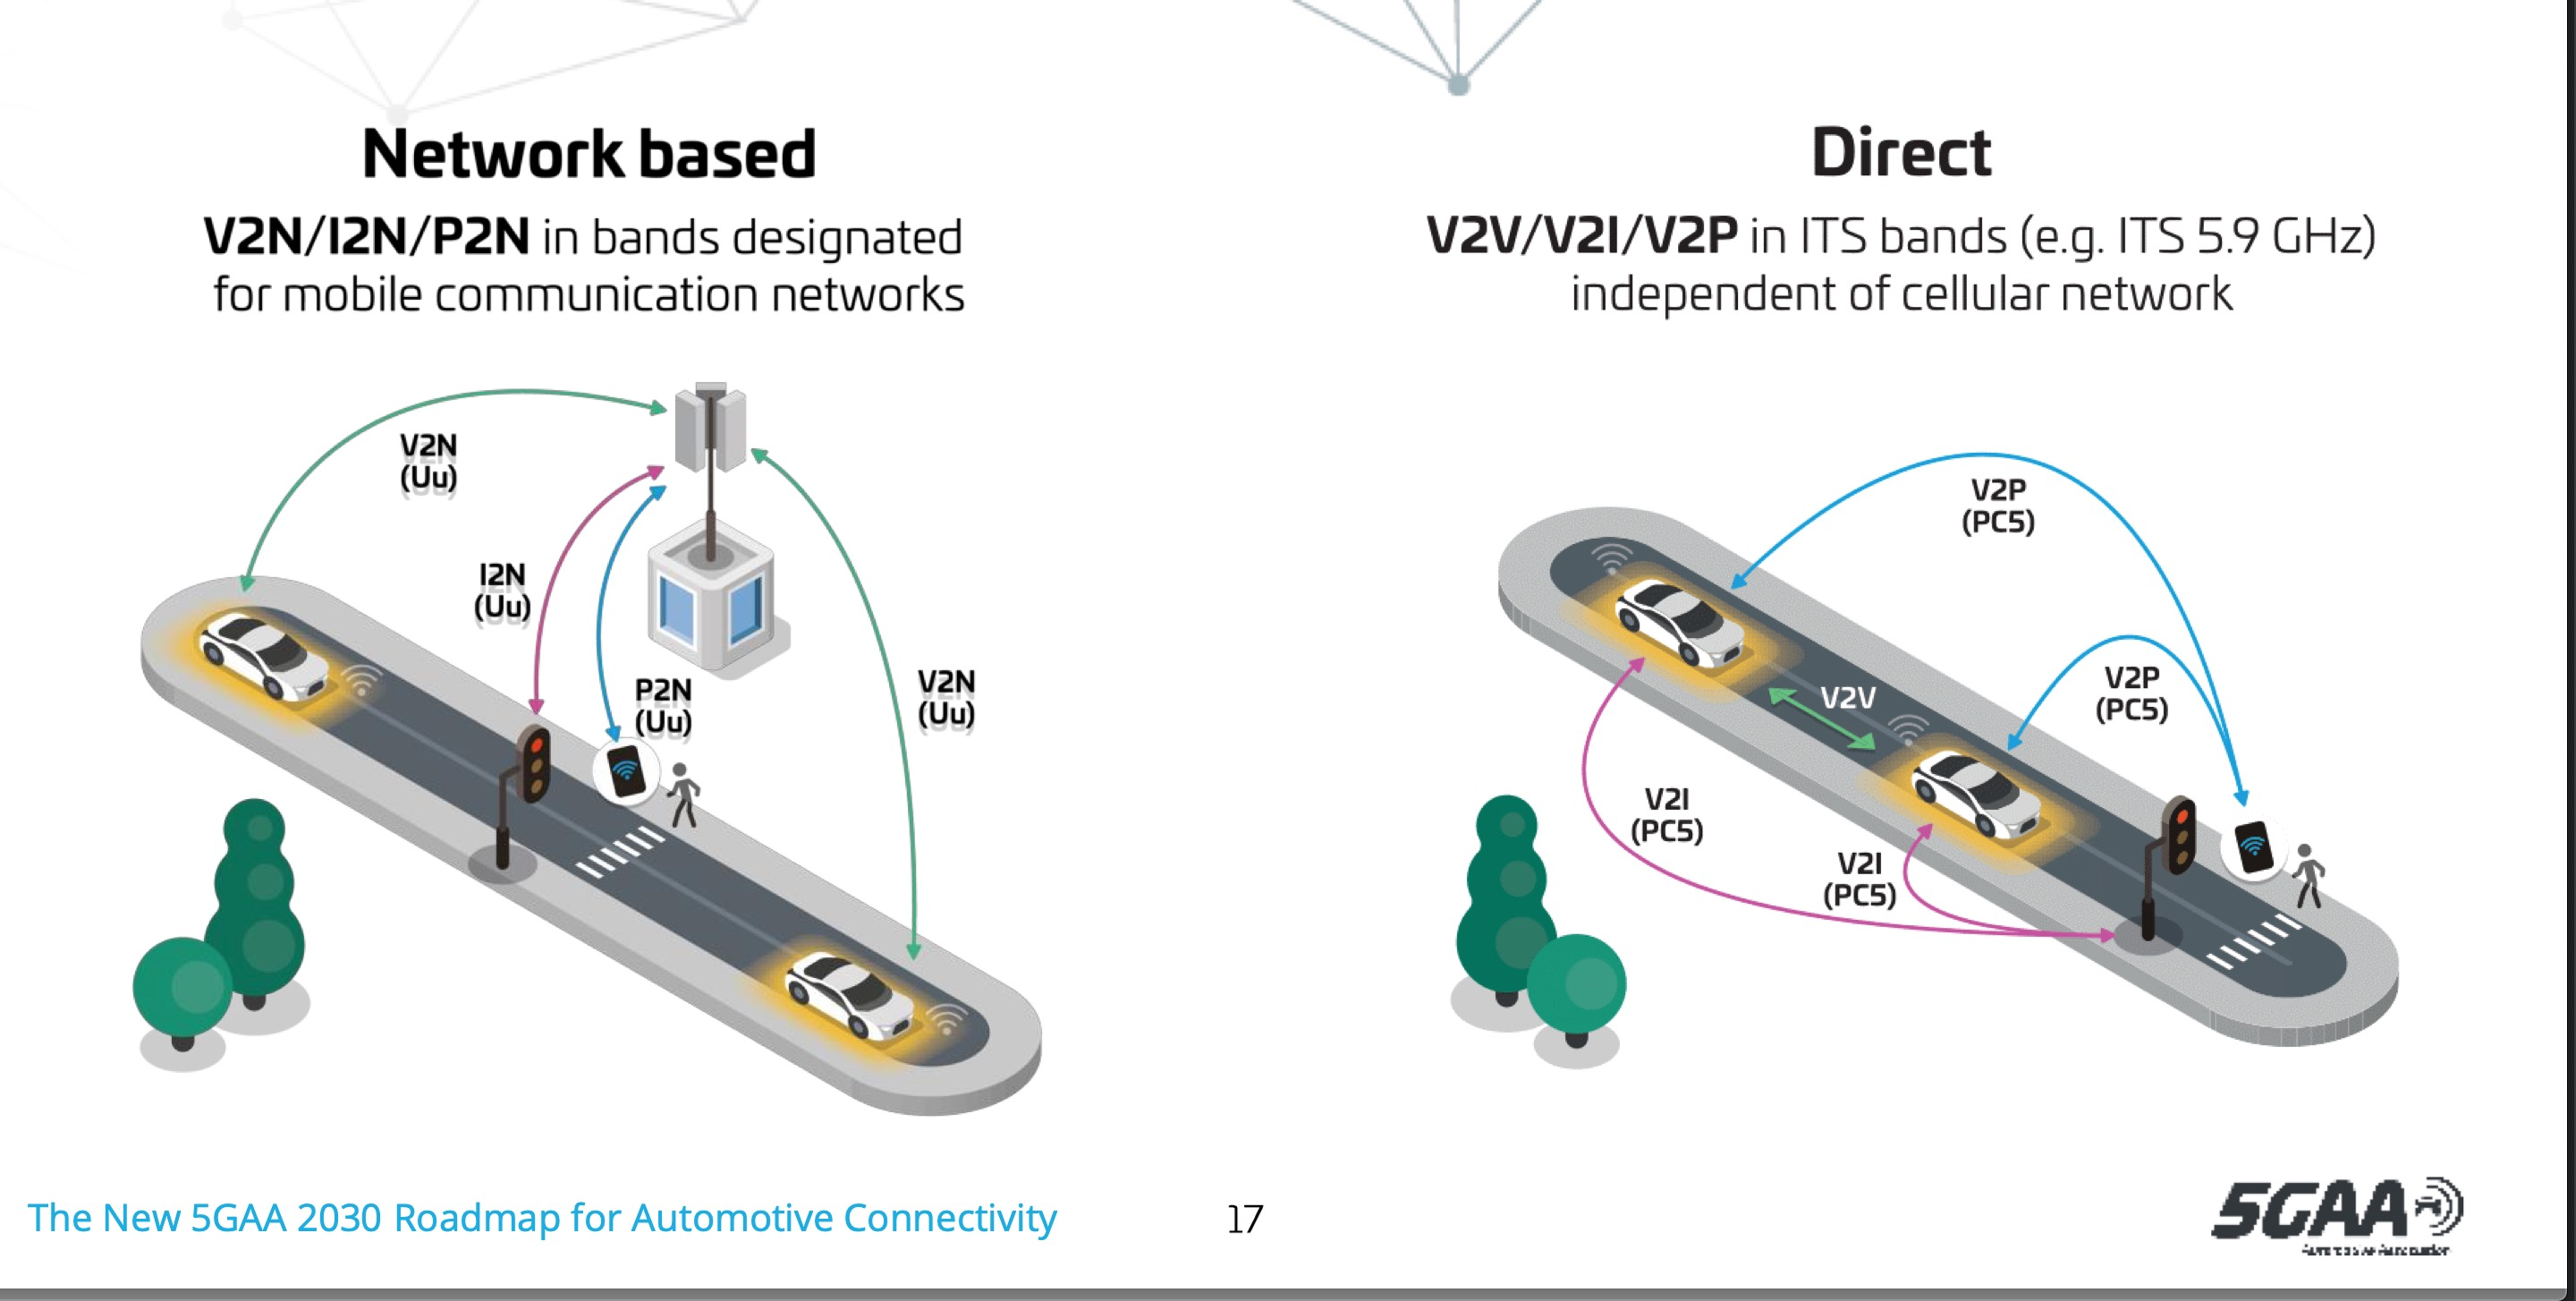 Network based
V2N/I2N/P2N in bands designated
for mobile communication networks
V2N
(Uu)
I2N
(Uu)
P2N
(Uu)
V2N
(Uu)
Direct
V2V/V2I/V2P in ITS bands (e.g. ITS 5.9 GHz)
independent of cellular network
V2P
(PC5)
V2P
(PC5)
V2V
V2I
(PC5)
V2I
(PC5)
The New 5GAA 2030 Roadmap for Automotive Connectivity
17
5GAA